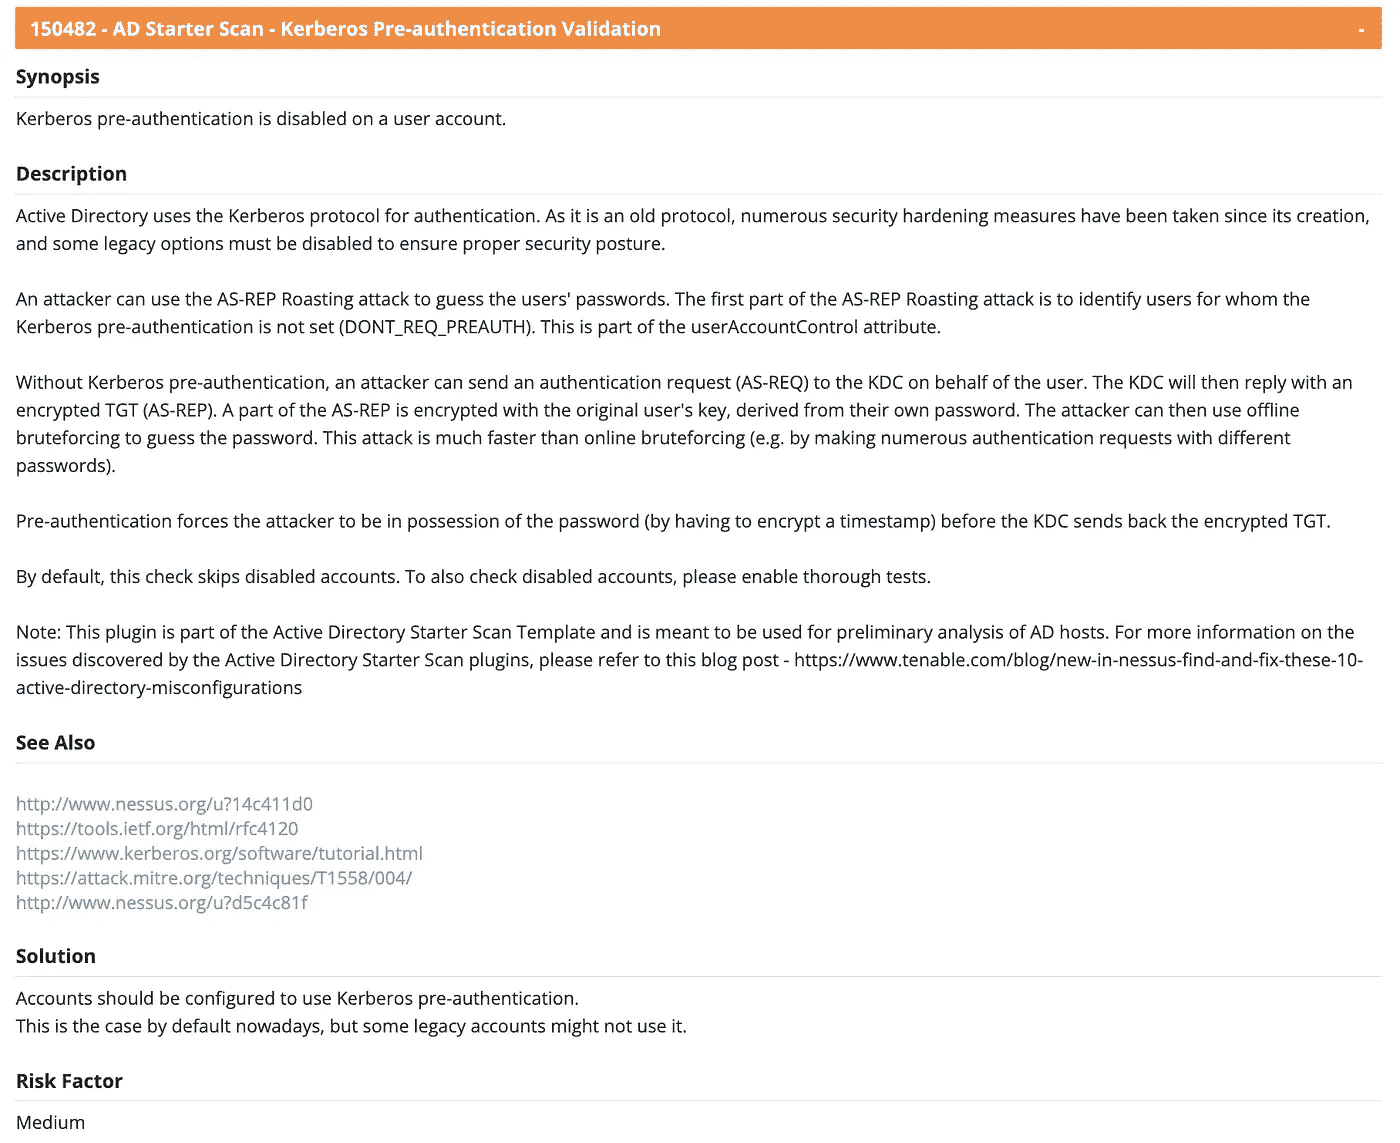 150482 - AD Starter Scan - Kerberos Pre-authentication Validation -
Synopsis
Kerberos pre-authentication is disabled on a user account.
Description
Active Directory uses the Kerberos protocol for authentication. As it is an old protocol, numerous security hardening measures have been taken since its creation,
and some legacy options must be disabled to ensure proper security posture.
An attacker can use the AS-REP Roasting attack to guess the users' passwords. The first part of the AS-REP Roasting attack is to identify users for whom the
Kerberos pre-authentication is not set (DONT_REQ_PREAUTH). This is part of the userAccountControl attribute.
Without Kerberos pre-authentication, an attacker can send an authentication request (AS-REQ) to the KDC on behalf of the user. The KDC will then reply with an
encrypted TGT (AS-REP). A part of the AS-REP is encrypted with the original user's key, derived from their own password. The attacker can then use offline
bruteforcing to guess the password. This attack is much faster than online bruteforcing (e.g. by making numerous authentication requests with different
passwords).
Pre-authentication forces the attacker to be in possession of the password (by having to encrypt a timestamp) before the KDC sends back the encrypted TGT.
By default, this check skips disabled accounts. To also check disabled accounts, please enable thorough tests.
Note: This plugin is part of the Active Directory Starter Scan Template and is meant to be used for preliminary analysis of AD hosts. For more information on the
issues discovered by the Active Directory Starter Scan plugins, please refer to this blog post - https://www.tenable.com/blog/new-in-nessus-find-and-fix-these-10-
active-directory-misconfigurations
See Also
http://www.nessus.org/u?14c411d0
https://tools.ietf.org/html/rfc4120
https://www.kerberos.org/software/tutorial.html
https://attack.mitre.org/techniques/T1558/004/
http://www.nessus.org/u?d5c4c81f
Solution
Accounts should be configured to use Kerberos pre-authentication.
This is the case by default nowadays, but some legacy accounts might not use it.
Risk Factor
Medium